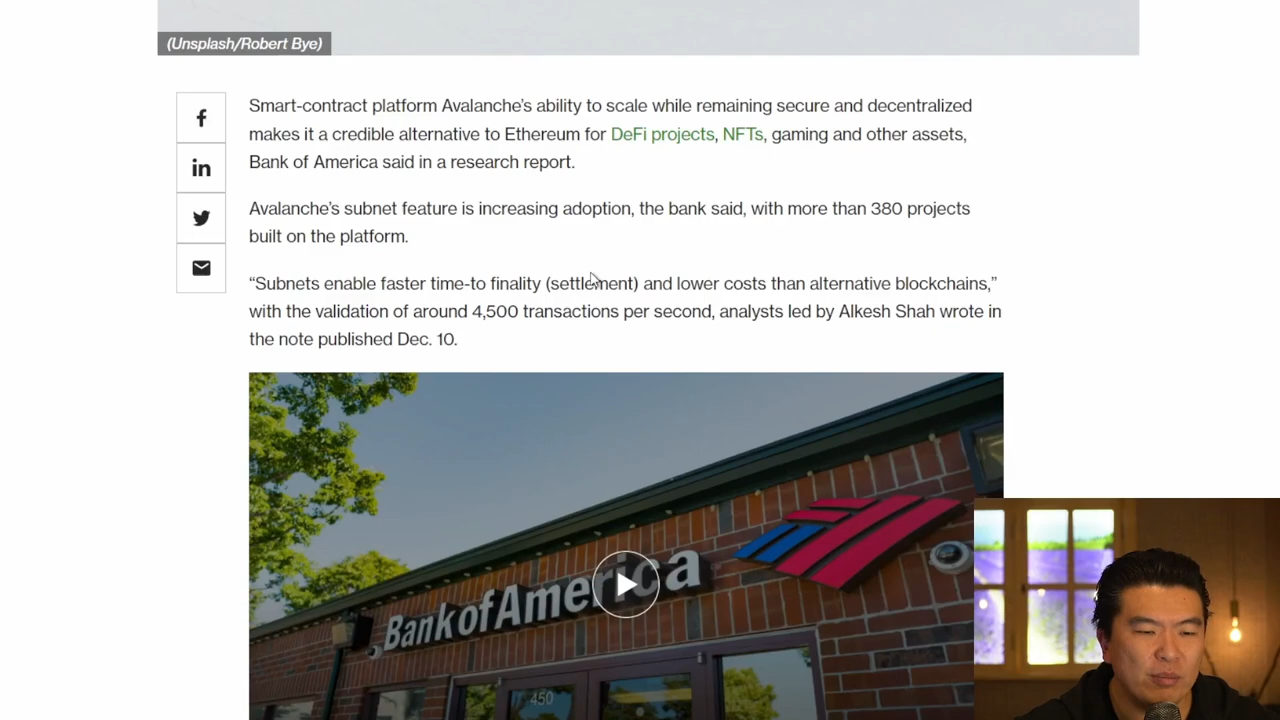 (Unsplash/Robert Bye)
Smart-contract platform Avalanche's ability to scale while remaining secure and decentralized
makes it a credible alternative to Ethereum for DeFi projects, NFTs, gaming and other assets,
Bank of America said in a research report.
Avalanche's subnet feature is increasing adoption, the bank said, with more than 380 projects
built on the platform.
“Subnets enable faster time-to finality (settlement) and lower costs than alternative blockchains,”
with the validation of around 4,500 transactions per second, analysts led by Alkesh Shah wrote in
the note published Dec. 10.
Bank of America
450